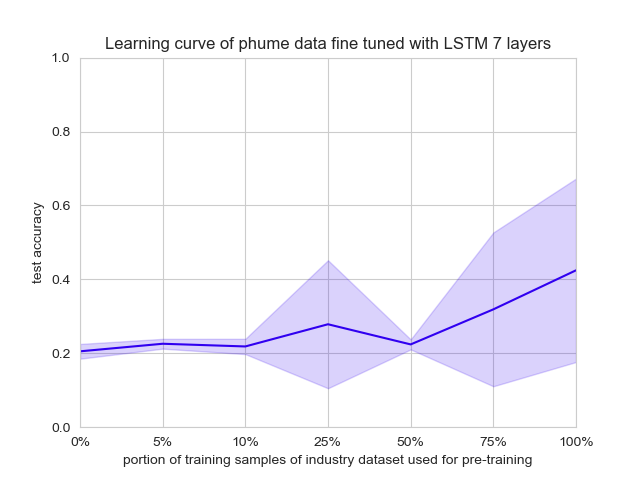 Learning curve of phume data fine tuned with LSTM 7 layers
1.0
0.8
0.6
0.4
0.2
0.0
test accuracy
0% 5% 10% 25% 50% 75% 100%
portion of training samples of industry dataset used for pre-training